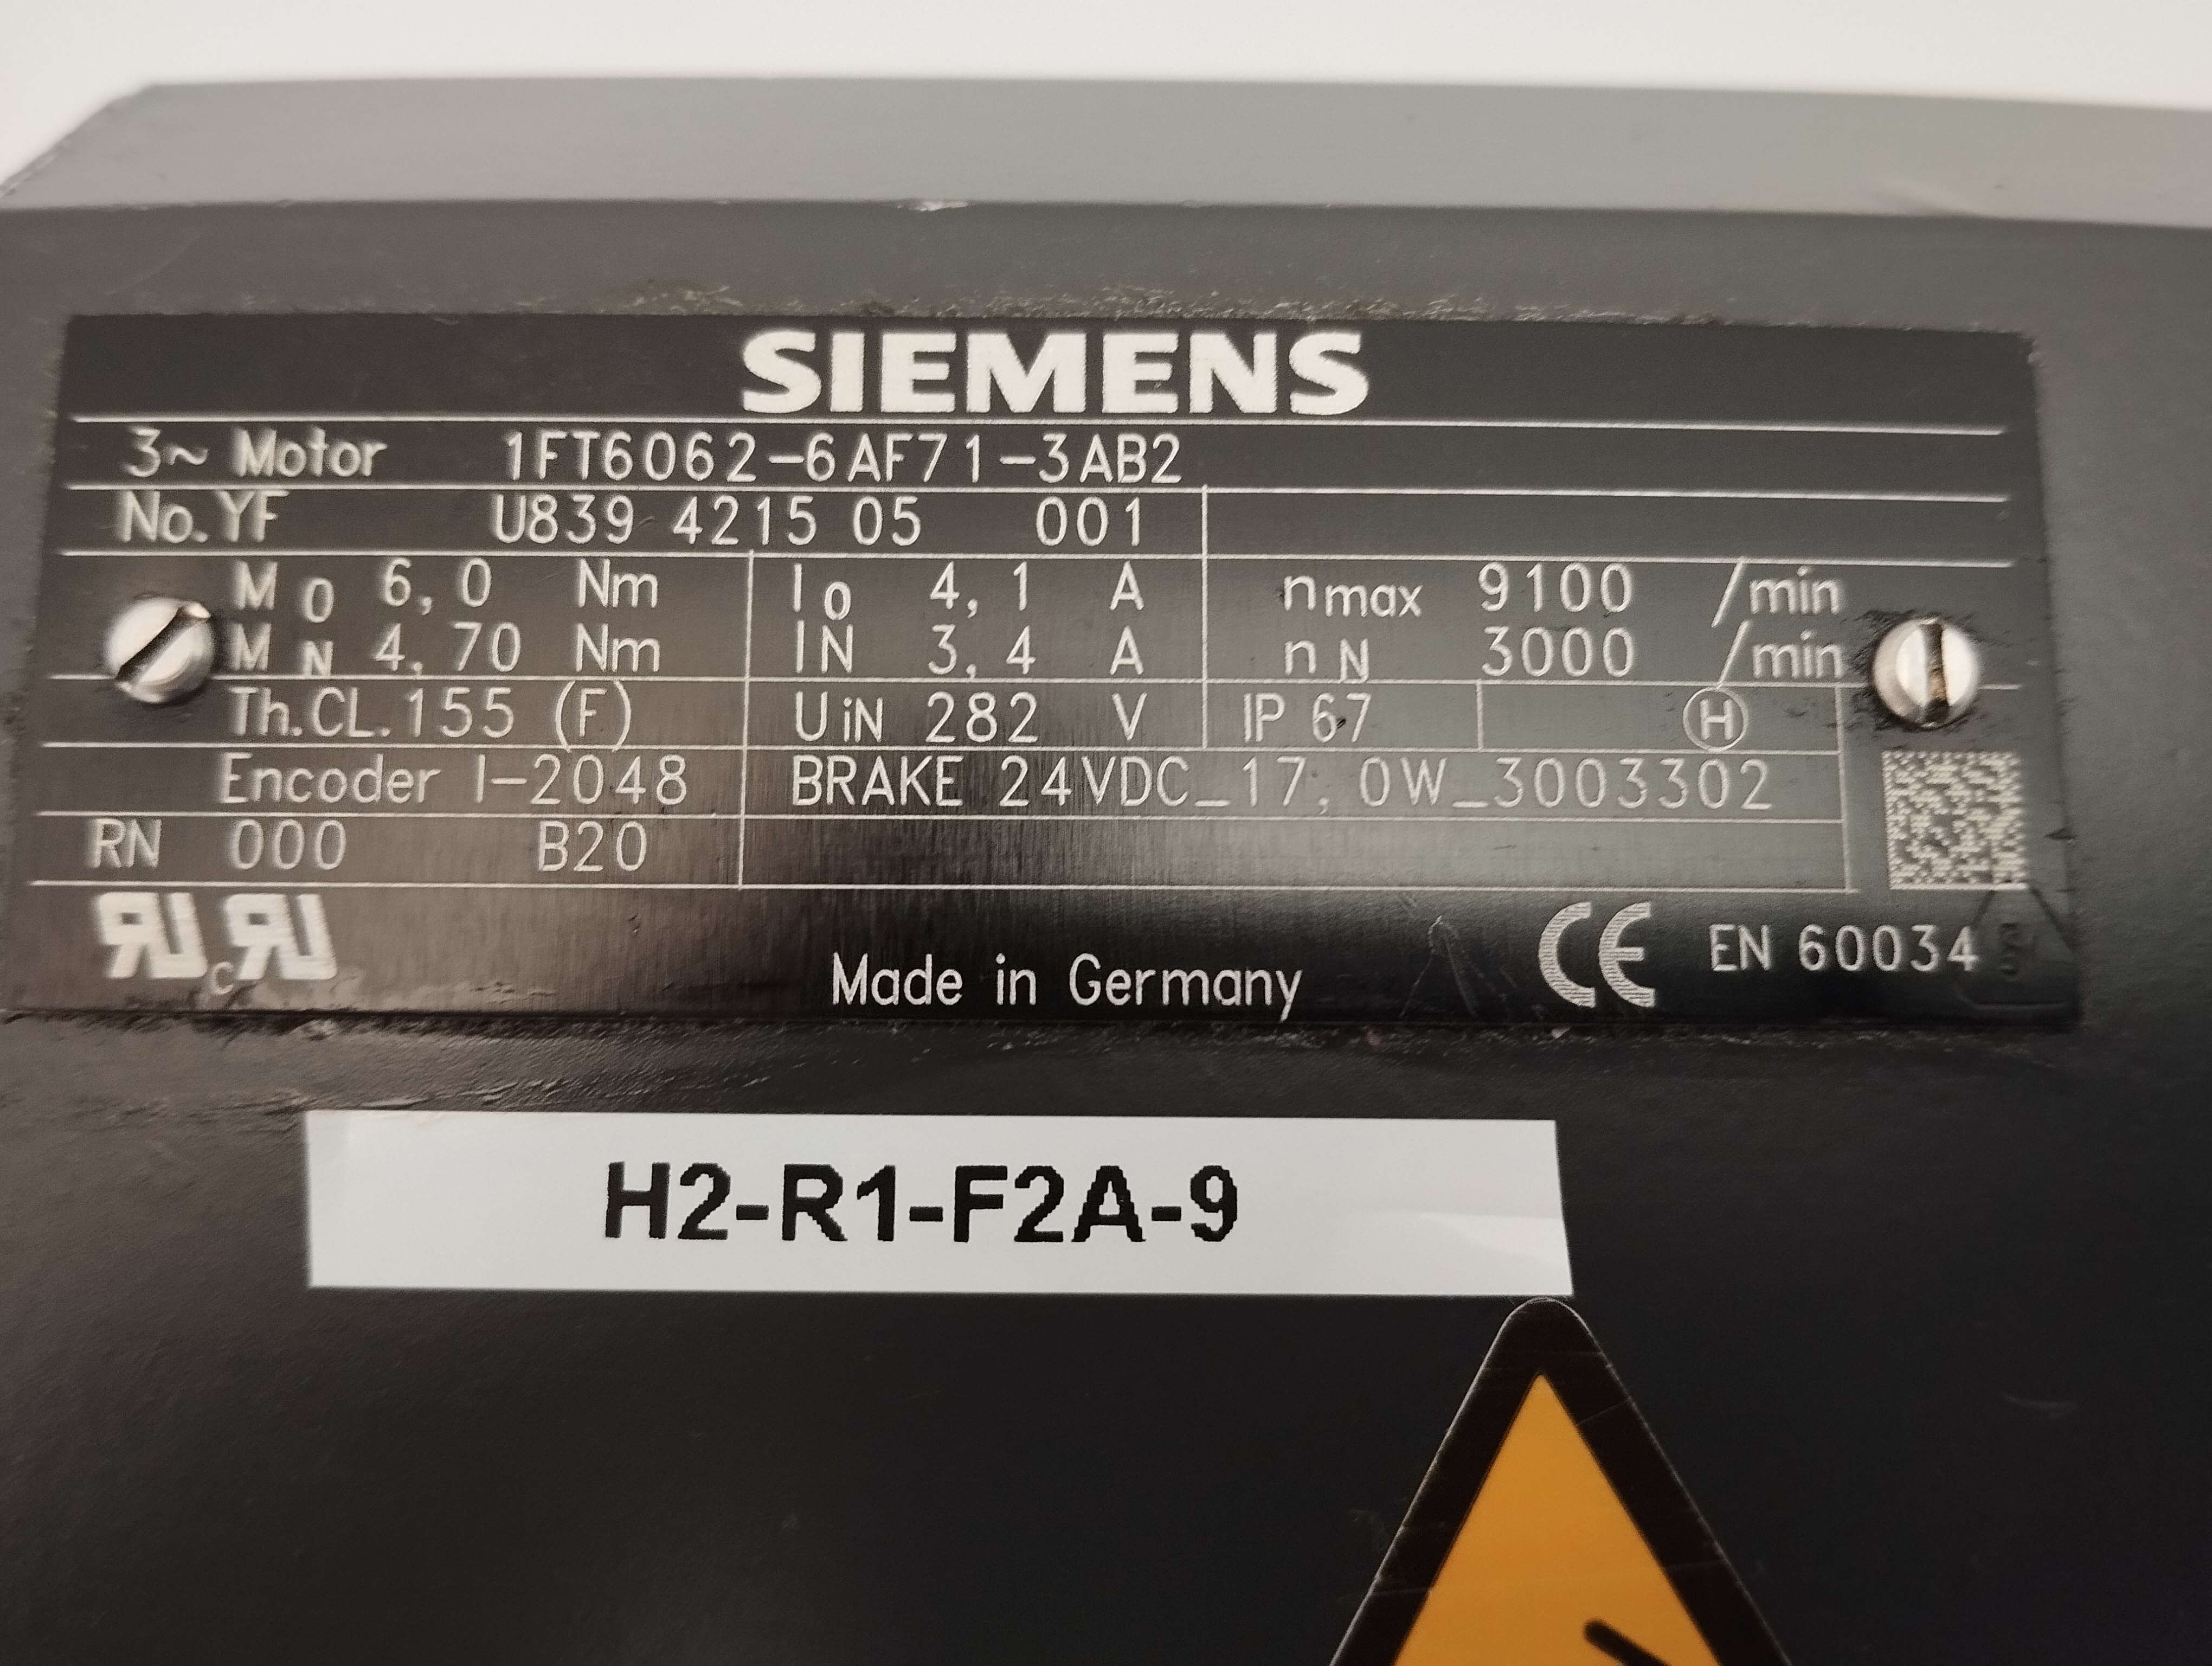 SIEMENS
3~ Motor 1FT6062-6AF71-3AB2
No. YF U839 4215 05 001
M0 6,0 Nm I0 4,1 A nmax 9100 /min
MN 4,70 Nm IN 3,4 A nN 3000 /min
Th.CL.155 (F) UiN 282 V IP 67 H
Encoder I-2048 BRAKE 24VDC_17,0W_3003302
RN 000 B20
RU cRU CE EN 60034
Made in Germany
H2-R1-F2A-9